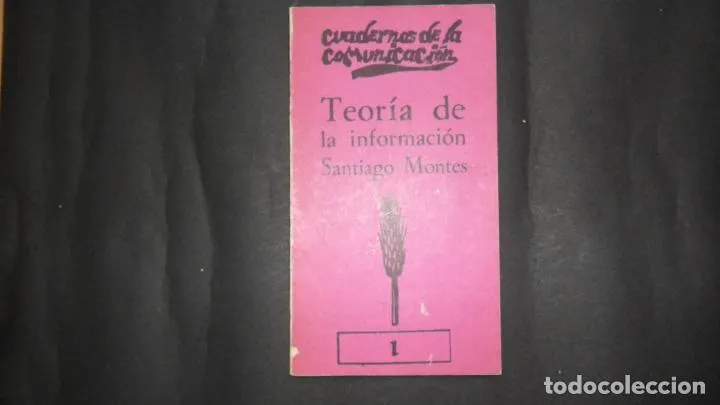 cuadernos de la
comunicación
Teoría de
la información
Santiago Montes
1
todocoleccion